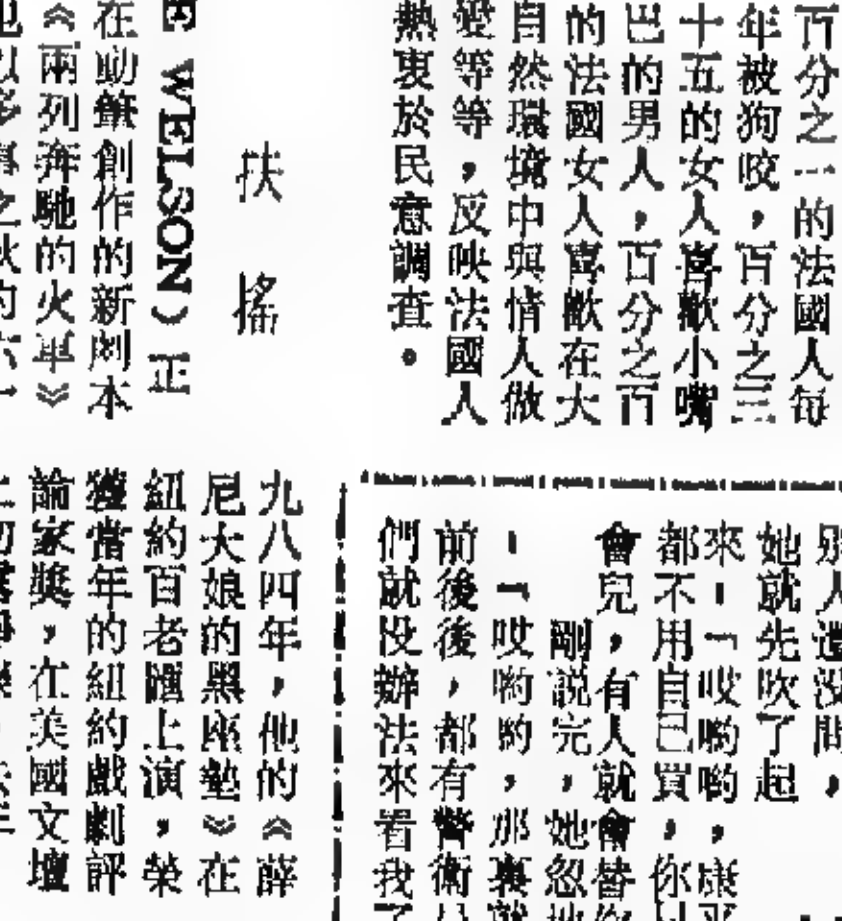 百分之一的法國人每
年被狗咬，百分之三
十五的女人喜歡小嘴
巴的男人，百分之百
的法國女人喜歡在大
自然環境中與情人做
愛等等，反映法國人
熱衷於民意調查。
扶搖
E WELSON）正
在動筆創作的新劇本
《兩列奔馳的火車》
九八四年，他的《薛
尼大娘的黑座墊》在
紐約百老匯上演，榮
獲當年的紐約戲劇評
論家獎，在美國文壇
別人還沒問，
她就先吹了起
來：「哎喲喲，康
都不用自己買，你
會兒，有人就會替
剛說完，她忽
：「哎喲喲，那裏就
前後後，都有警衛
們就沒辦法來看我